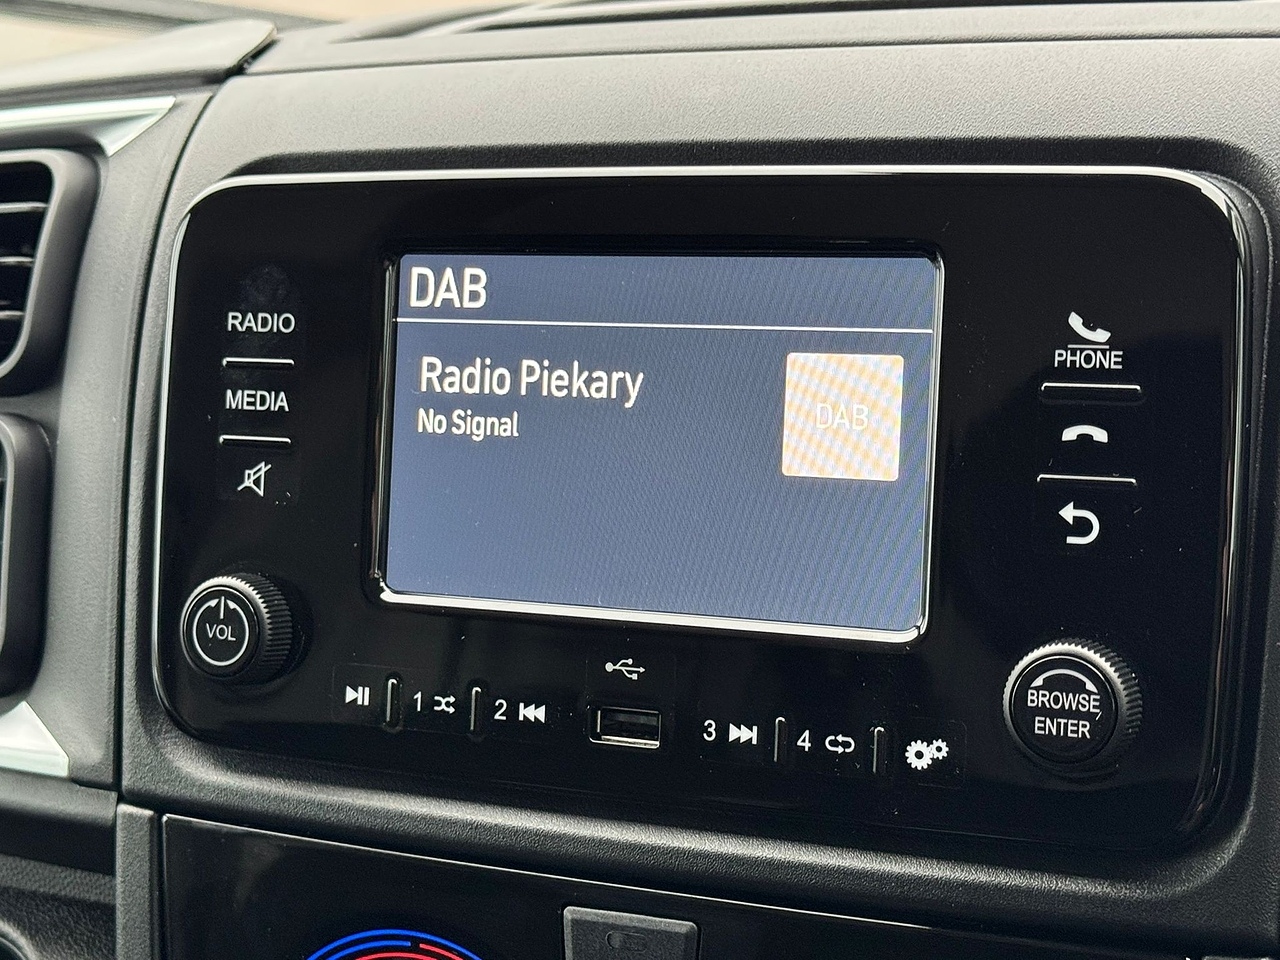 DAB
Radio Piekary
No Signal
DAB
RADIO
MEDIA
VOL
PHONE
1
2
3
4
BROWSE
ENTER